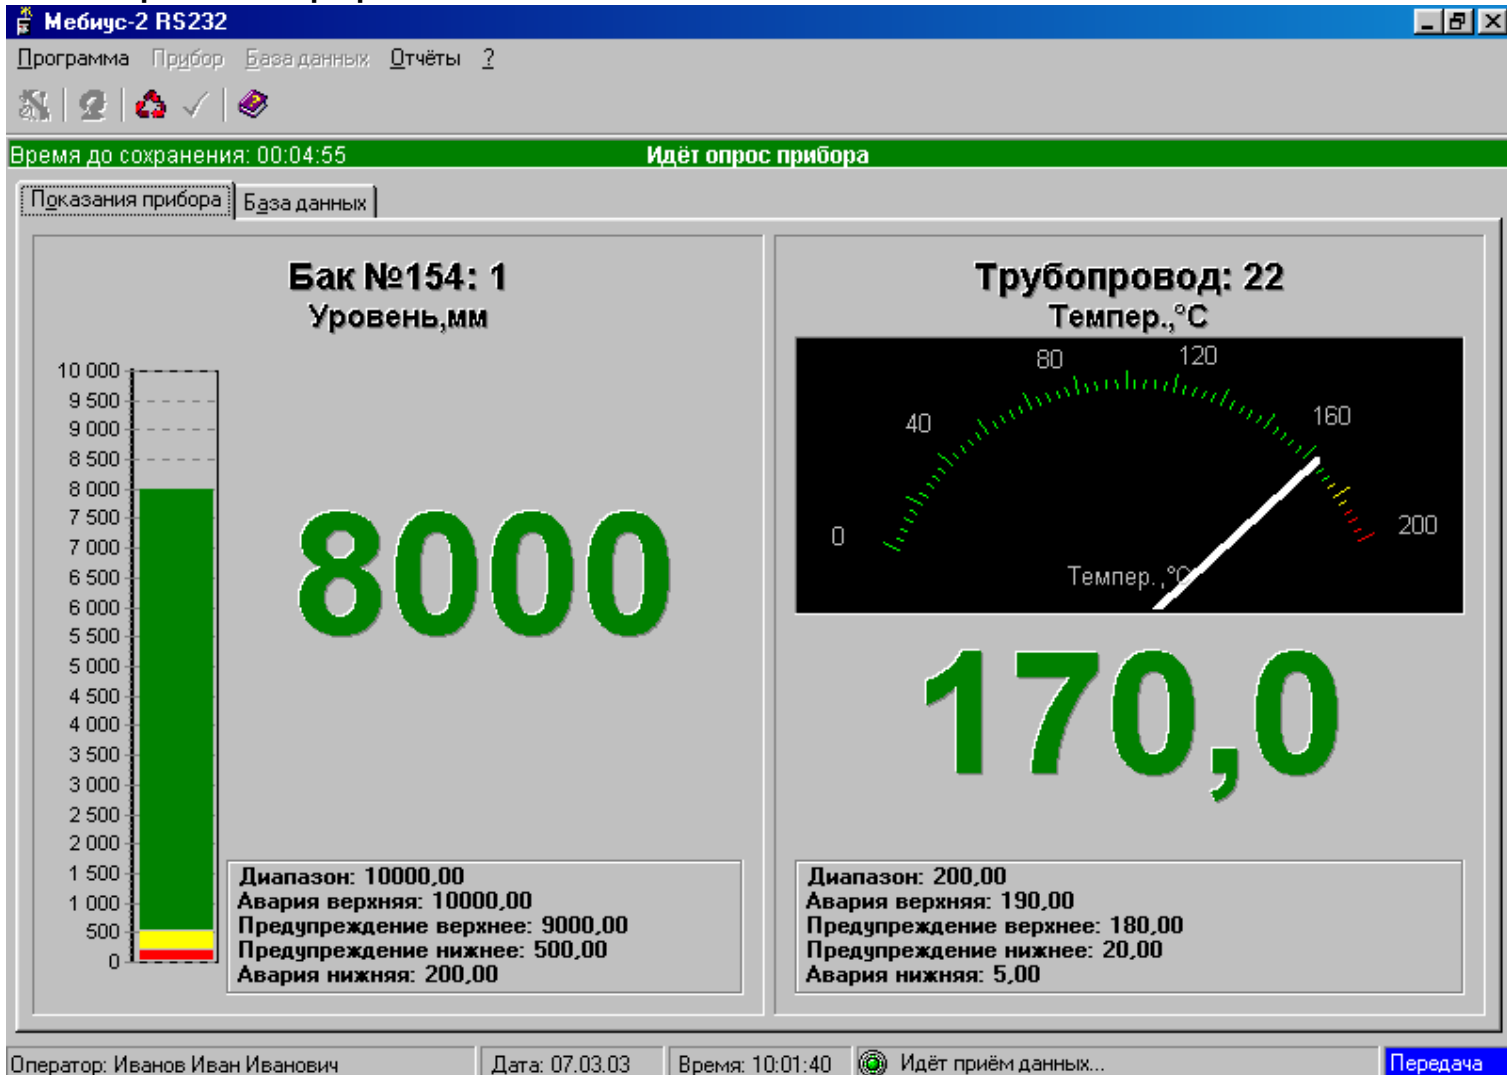 Мебиус-2 RS232
Программа Прибор База данных Отчёты ?
Время до сохранения: 00:04:55 Идёт опрос прибора
Показания прибора База данных
Бак №154: 1
Уровень,мм
10 000
9 500
9 000
8 500
8 000
7 500
7 000
6 500
6 000
5 500
5 000
4 500
4 000
3 500
3 000
2 500
2 000
1 500
1 000
500
0
8000
Диапазон: 10000,00
Авария верхняя: 10000,00
Предупреждение верхнее: 9000,00
Предупреждение нижнее: 500,00
Авария нижняя: 200,00
Трубопровод: 22
Темпер.,°C
0
40
80
120
160
200
Темпер.,°C
170,0
Диапазон: 200,00
Авария верхняя: 190,00
Предупреждение верхнее: 180,00
Предупреждение нижнее: 20,00
Авария нижняя: 5,00
Оператор: Иванов Иван Иванович Дата: 07.03.03 Время: 10:01:40 Идёт приём данных... Передача